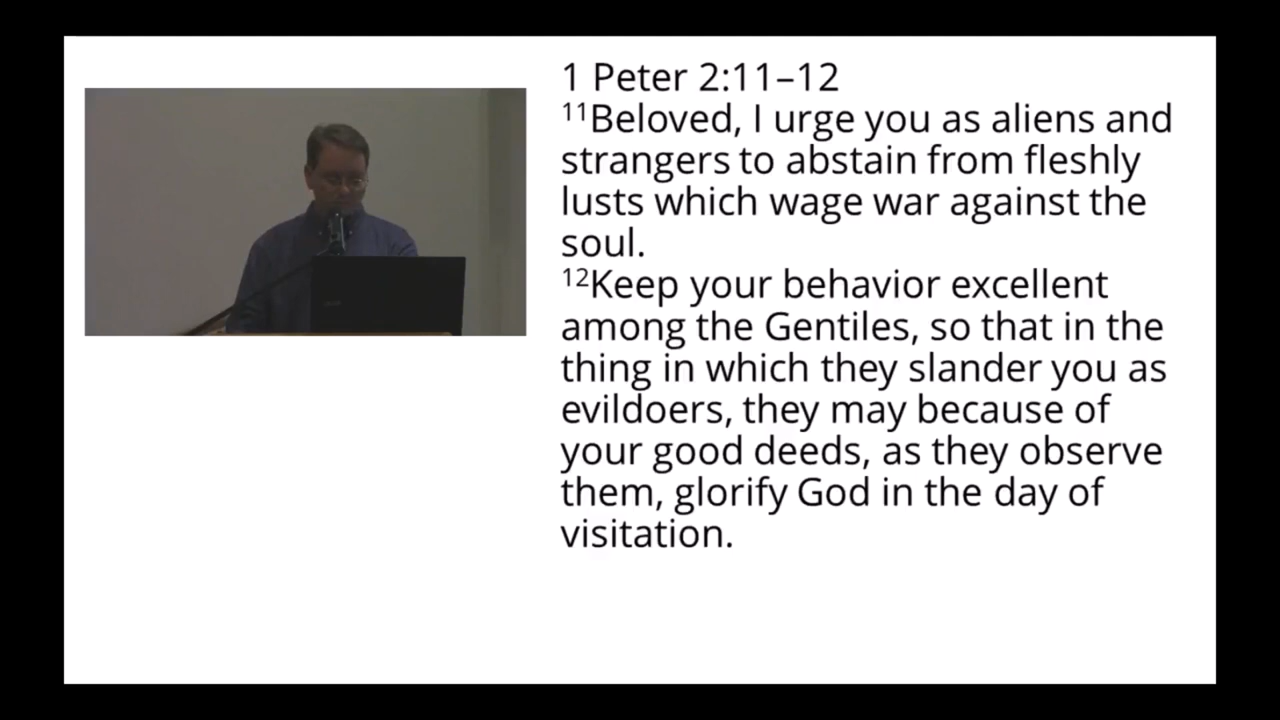 1 Peter 2:11–12
¹¹Beloved, I urge you as aliens and
strangers to abstain from fleshly
lusts which wage war against the
soul.
¹²Keep your behavior excellent
among the Gentiles, so that in the
thing in which they slander you as
evildoers, they may because of
your good deeds, as they observe
them, glorify God in the day of
visitation.